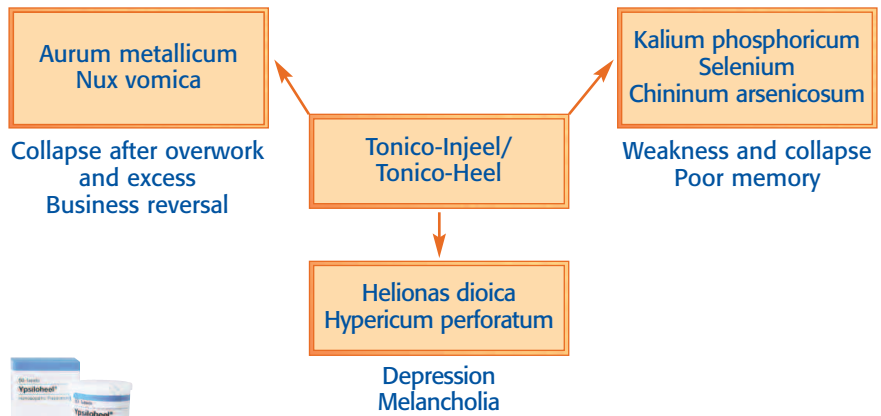 Aurum metallicum
Nux vomica
Collapse after overwork
and excess
Business reversal
Tonico-Injeel/
Tonico-Heel
Kalium phosphoricum
Selenium
Chininum arsenicosum
Weakness and collapse
Poor memory
Helionas dioica
Hypericum perforatum
Depression
Melancholia
Ypsiloheel®
Ypsiloheel®